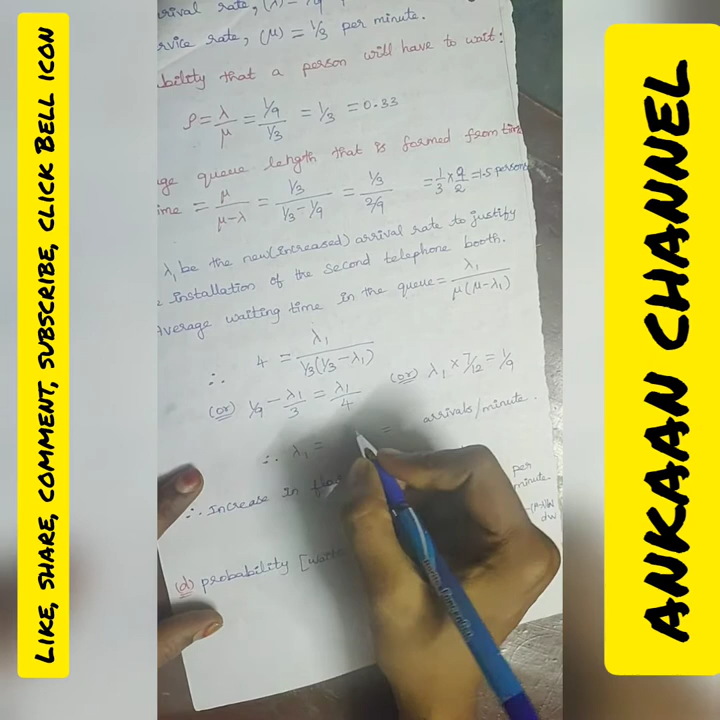 LIKE, SHARE, COMMENT, SUBSCRIBE, CLICK BELL ICON
ANKAAN CHANNEL
rival rate, (λ) =
rvice rate, (μ) = 1/3 per minute.
bility that a person will have to wait:
ρ = λ/μ = (1/9)/(1/3) = 1/3 = 0.33
ge queue length that is formed from time
ime = μ/(μ-λ) = (1/3)/(1/3 - 1/9) = (1/3)/(2/9) = 1/3 × 9/2 = 1.5 persons
λ1 be the new (increased) arrival rate to justify
installation of the second telephone booth.
Average waiting time in the queue = λ1/(μ(μ-λ1))
∴ 4 = λ1/(1/3(1/3 - λ1))
(or) 1/9 - λ1/3 = λ1/4 (or) λ1 × 7/12 = 1/9
∴ λ1 = = arrivals/minute.
∴ Increase in per
minute.
dw
(d) probability [